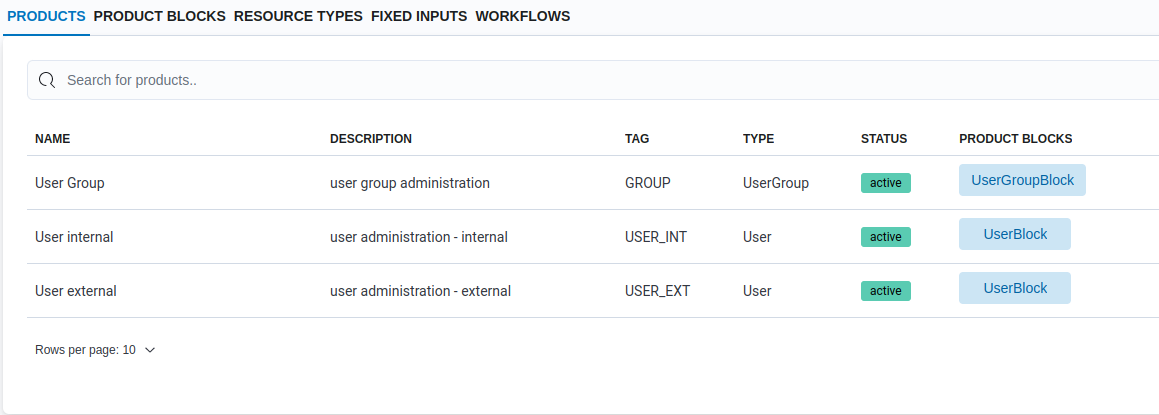 PRODUCTS PRODUCT BLOCKS RESOURCE TYPES FIXED INPUTS WORKFLOWS
Search for products..
NAME DESCRIPTION TAG TYPE STATUS PRODUCT BLOCKS
User Group user group administration GROUP UserGroup active UserGroupBlock
User internal user administration - internal USER_INT User active UserBlock
User external user administration - external USER_EXT User active UserBlock
Rows per page: 10